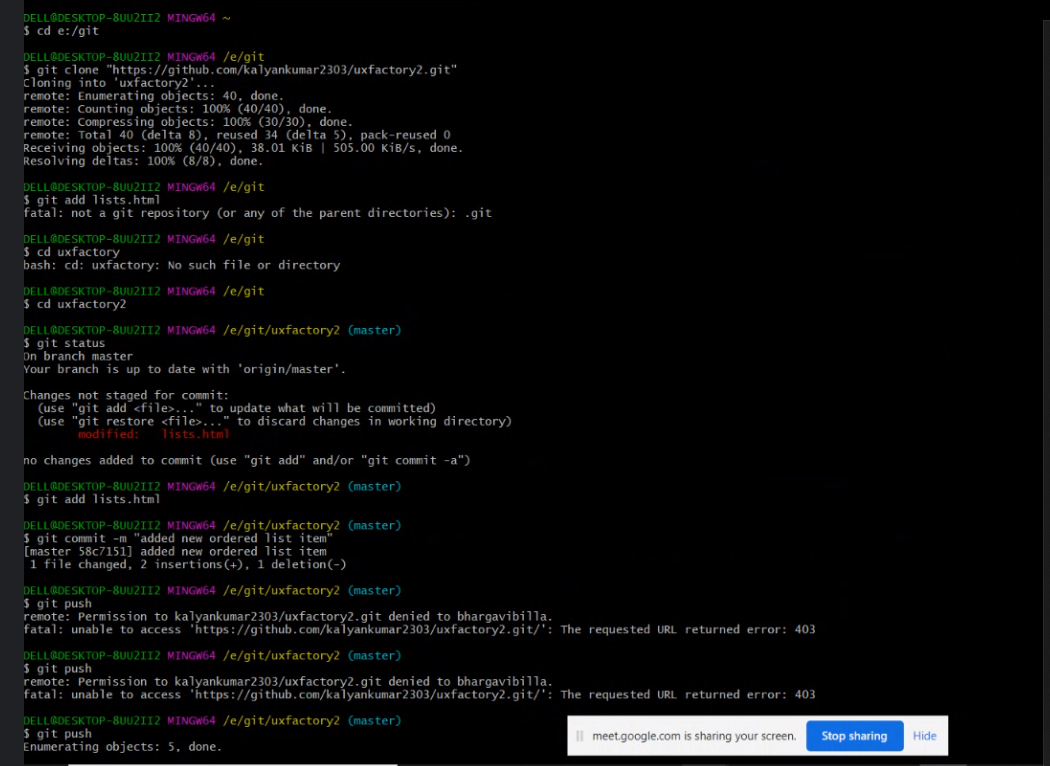 DELL@DESKTOP-8UU2II2 MINGW64 ~
$ cd e:/git
DELL@DESKTOP-8UU2II2 MINGW64 /e/git
$ git clone "https://github.com/kalyankumar2303/uxfactory2.git"
Cloning into 'uxfactory2'...
remote: Enumerating objects: 40, done.
remote: Counting objects: 100% (40/40), done.
remote: Compressing objects: 100% (30/30), done.
remote: Total 40 (delta 8), reused 34 (delta 5), pack-reused 0
Receiving objects: 100% (40/40), 38.01 KiB | 505.00 KiB/s, done.
Resolving deltas: 100% (8/8), done.
DELL@DESKTOP-8UU2II2 MINGW64 /e/git
$ git add lists.html
fatal: not a git repository (or any of the parent directories): .git
DELL@DESKTOP-8UU2II2 MINGW64 /e/git
$ cd uxfactory
bash: cd: uxfactory: No such file or directory
DELL@DESKTOP-8UU2II2 MINGW64 /e/git
$ cd uxfactory2
DELL@DESKTOP-8UU2II2 MINGW64 /e/git/uxfactory2 (master)
$ git status
On branch master
Your branch is up to date with 'origin/master'.
Changes not staged for commit:
(use "git add <file>..." to update what will be committed)
(use "git restore <file>..." to discard changes in working directory)
modified: lists.html
no changes added to commit (use "git add" and/or "git commit -a")
DELL@DESKTOP-8UU2II2 MINGW64 /e/git/uxfactory2 (master)
$ git add lists.html
DELL@DESKTOP-8UU2II2 MINGW64 /e/git/uxfactory2 (master)
$ git commit -m "added new ordered list item"
[master 58c7151] added new ordered list item
1 file changed, 2 insertions(+), 1 deletion(-)
DELL@DESKTOP-8UU2II2 MINGW64 /e/git/uxfactory2 (master)
$ git push
remote: Permission to kalyankumar2303/uxfactory2.git denied to bhargavibilla.
fatal: unable to access 'https://github.com/kalyankumar2303/uxfactory2.git/': The requested URL returned error: 403
DELL@DESKTOP-8UU2II2 MINGW64 /e/git/uxfactory2 (master)
$ git push
remote: Permission to kalyankumar2303/uxfactory2.git denied to bhargavibilla.
fatal: unable to access 'https://github.com/kalyankumar2303/uxfactory2.git/': The requested URL returned error: 403
DELL@DESKTOP-8UU2II2 MINGW64 /e/git/uxfactory2 (master)
$ git push
Enumerating objects: 5, done.
meet.google.com is sharing your screen. Stop sharing Hide